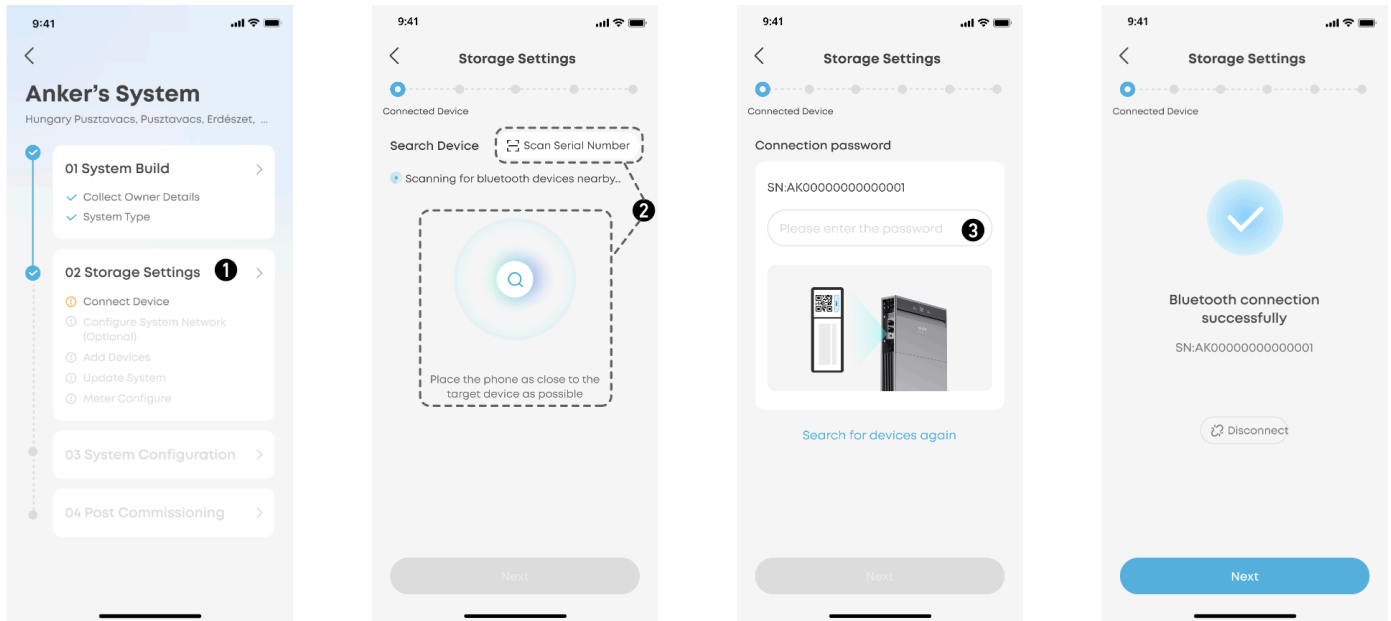 9:41
Anker's System
Hungary Pusztavacs, Pusztavacs, Erdészet, ...
01 System Build
Collect Owner Details
System Type
02 Storage Settings
1
Connect Device
Configure System Network
(Optional)
Add Devices
Update System
Meter Configure
03 System Configuration
04 Post Commissioning
9:41
Storage Settings
Connected Device
Search Device
Scan Serial Number
Scanning for bluetooth devices nearby..
2
Place the phone as close to the
target device as possible
Next
9:41
Storage Settings
Connected Device
Connection password
SN:AK00000000000001
Please enter the password
3
Search for devices again
Next
9:41
Storage Settings
Connected Device
Bluetooth connection
successfully
SN:AK00000000000001
Disconnect
Next